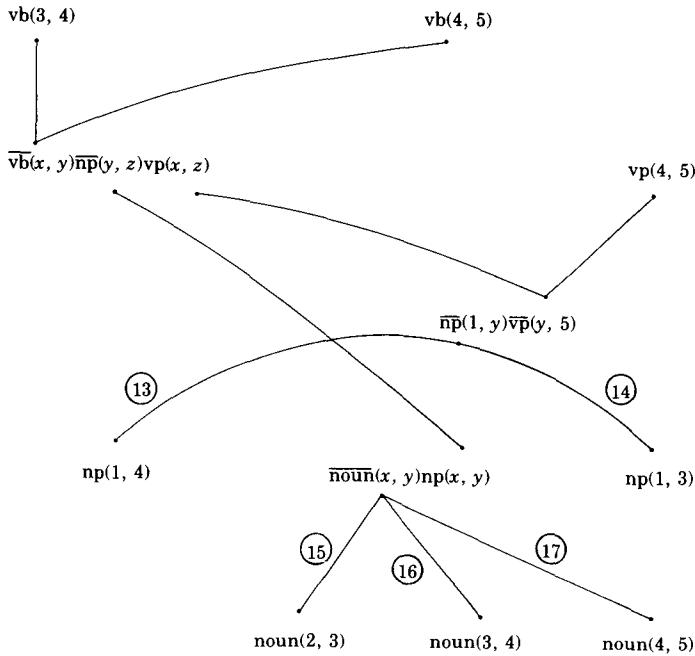 vb(3, 4)
vb(4, 5)
v̅b̅(x, y)n̅p̅(y, z)vp(x, z)
vp(4, 5)
n̅p̅(1, y)v̅p̅(y, 5)
13
14
np(1, 4)
n̅o̅u̅n̅(x, y)np(x, y)
np(1, 3)
15
16
17
noun(2, 3)
noun(3, 4)
noun(4, 5)